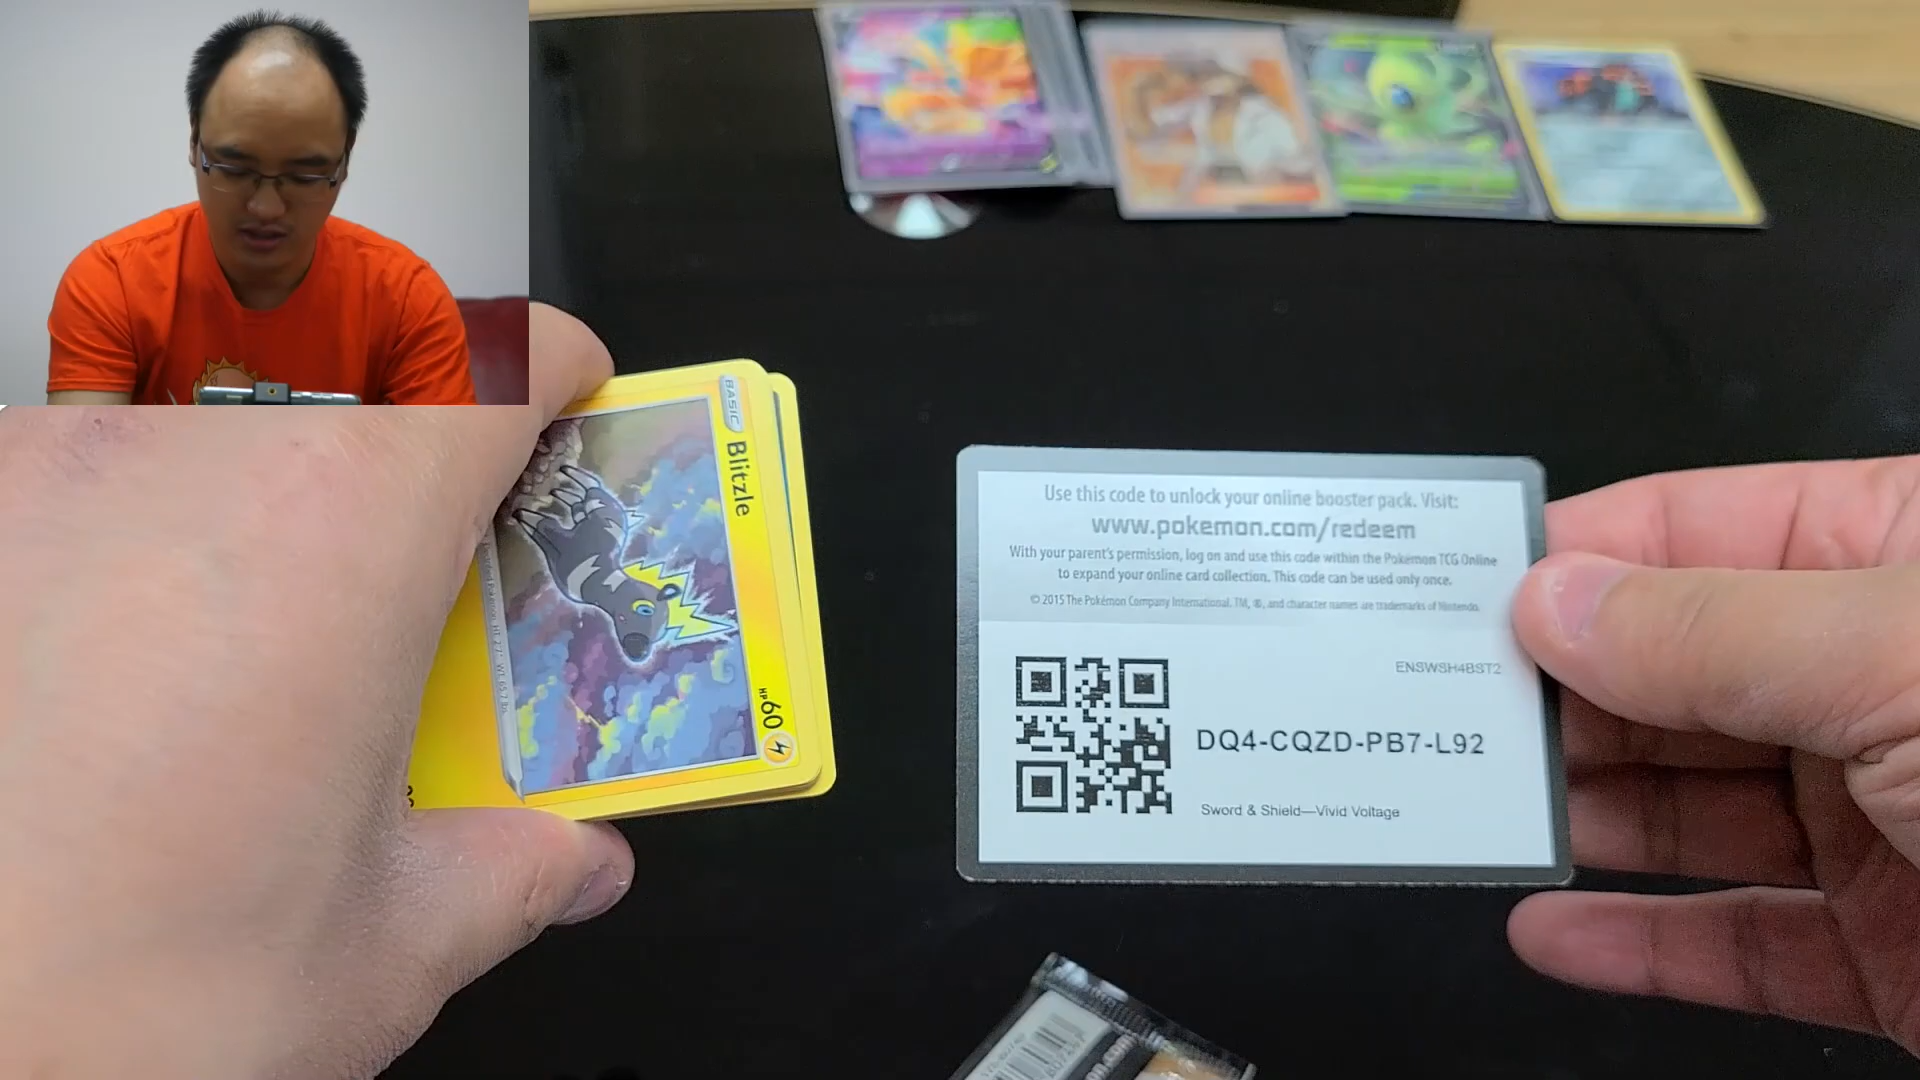 BASIC
Blitzle
HP60
Use this code to unlock your online booster pack. Visit:
www.pokemon.com/redeem
With your parent's permission, log on and use this code within the Pokémon TCG Online
to expand your online card collection. This code can be used only once.
© 2015 The Pokémon Company International. TM, ®, and character names are trademarks of Nintendo.
ENSWSH4BST2
DQ4-CQZD-PB7-L92
Sword & Shield—Vivid Voltage